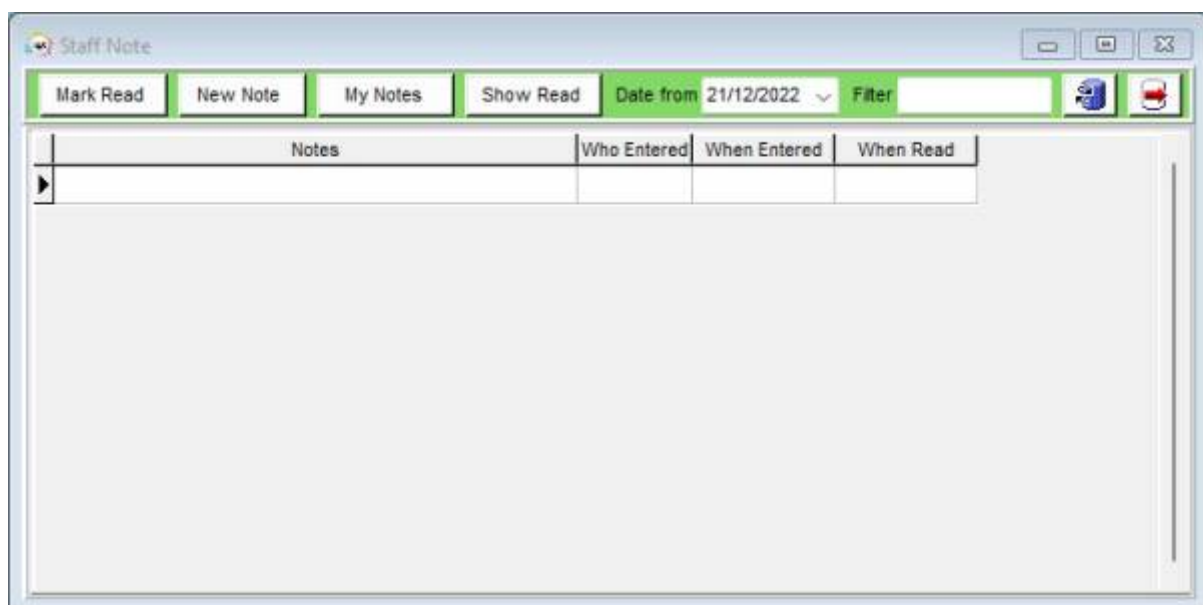 Staff Note
Mark Read New Note My Notes Show Read Date from 21/12/2022 Filter
Notes Who Entered When Entered When Read